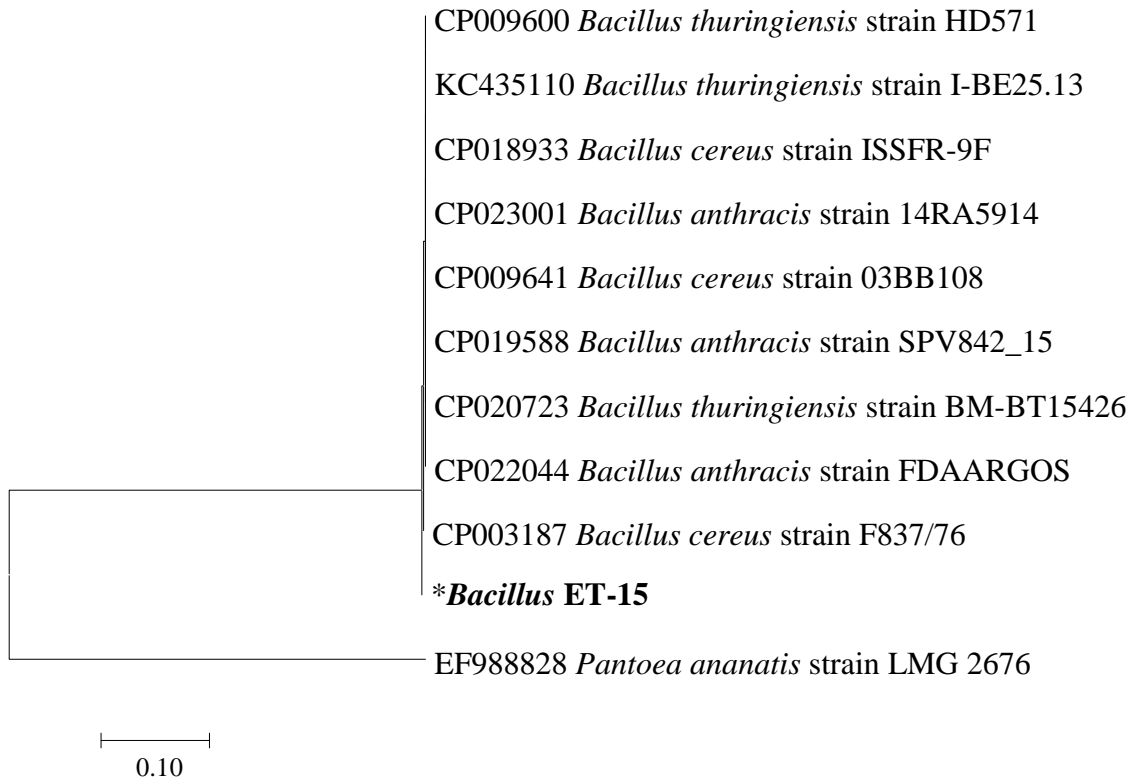 CP009600 Bacillus thuringiensis strain HD571
KC435110 Bacillus thuringiensis strain I-BE25.13
CP018933 Bacillus cereus strain ISSFR-9F
CP023001 Bacillus anthracis strain 14RA5914
CP009641 Bacillus cereus strain 03BB108
CP019588 Bacillus anthracis strain SPV842_15
CP020723 Bacillus thuringiensis strain BM-BT15426
CP022044 Bacillus anthracis strain FDAARGOS
CP003187 Bacillus cereus strain F837/76
*Bacillus ET-15
EF988828 Pantoea ananatis strain LMG 2676
0.10